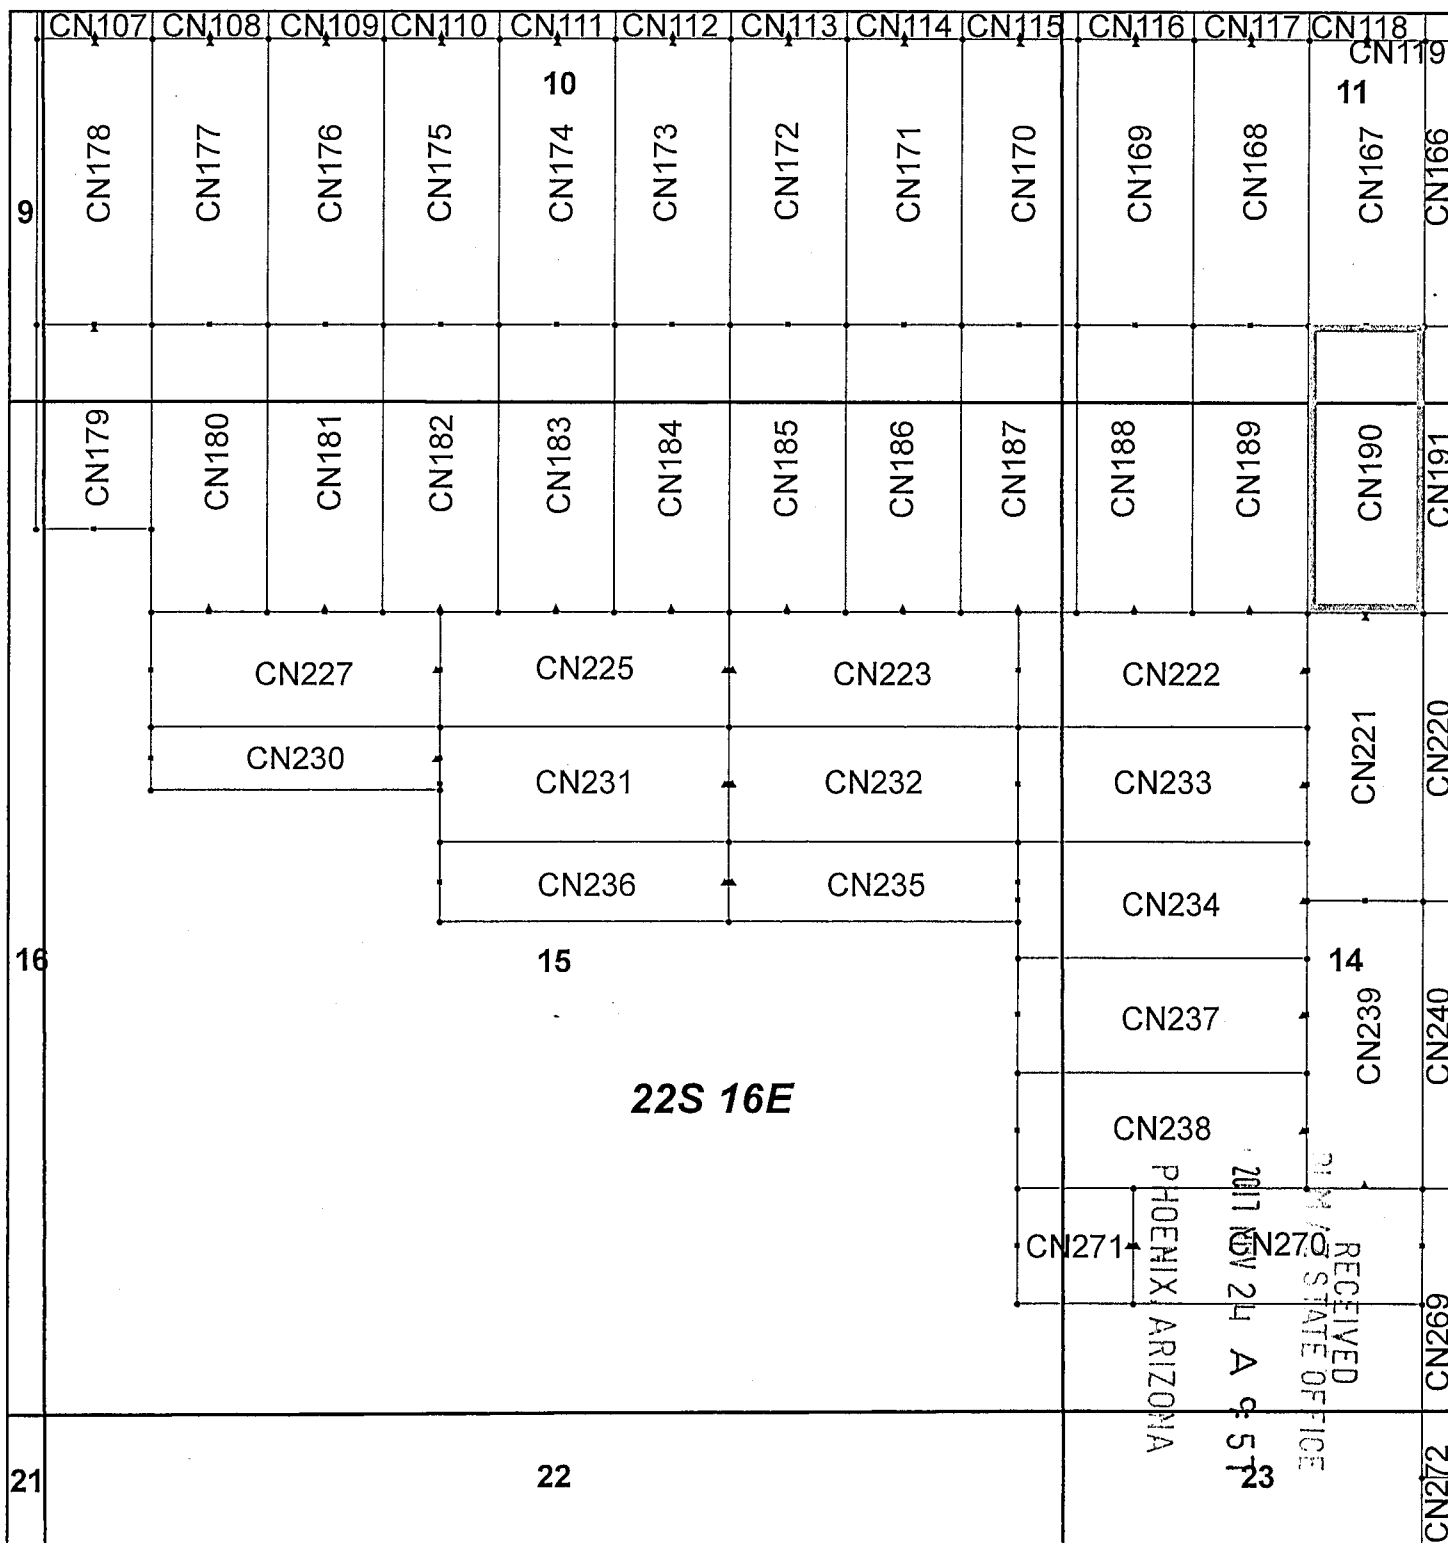 CN107 CN108 CN109 CN110 CN111 CN112 CN113 CN114 CN115 CN116 CN117 CN118
CN119
10 11
9 CN178 CN177 CN176 CN175 CN174 CN173 CN172 CN171 CN170 CN169 CN168 CN167 CN166
CN179 CN180 CN181 CN182 CN183 CN184 CN185 CN186 CN187 CN188 CN189 CN190 CN191
CN227 CN225 CN223 CN222
CN221 CN220
CN230 CN231 CN232 CN233
CN236 CN235 CN234
16 15 14
CN237 CN239 CN240
22S 16E
CN238
CN271 CN270
CN269
RECEIVED
STATE OFFICE
2017 NOV 24 A 9:57
PHOENIX, ARIZONA
21 22 23
CN272